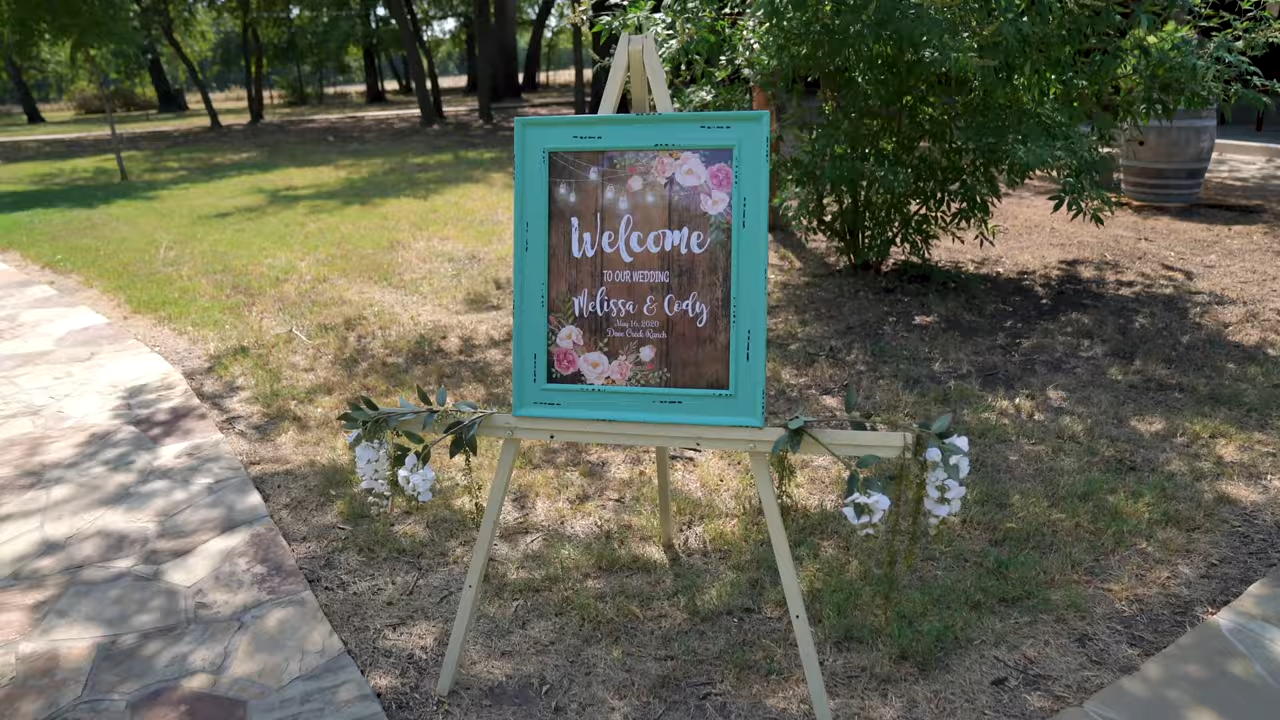 Welcome
TO OUR WEDDING
Melissa & Cody
May 16, 2020
Dove Creek Ranch